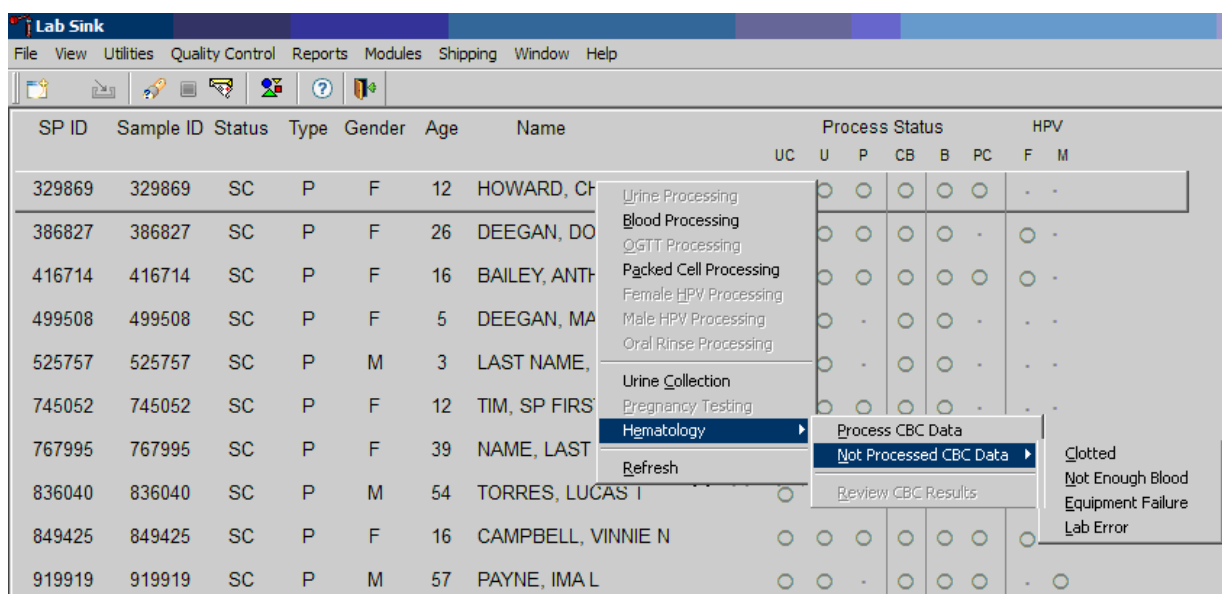 Lab Sink
File View Utilities Quality Control Reports Modules Shipping Window Help
SP ID Sample ID Status Type Gender Age Name Process Status HPV
UC U P CB B PC F M
329869 329869 SC P F 12 HOWARD, CH
386827 386827 SC P F 26 DEEGAN, DO
416714 416714 SC P F 16 BAILEY, ANTH
499508 499508 SC P F 5 DEEGAN, MA
525757 525757 SC P M 3 LAST NAME,
745052 745052 SC P F 12 TIM, SP FIRS
767995 767995 SC P F 39 NAME, LAST
836040 836040 SC P M 54 TORRES, LUCAS T
849425 849425 SC P F 16 CAMPBELL, VINNIE N
919919 919919 SC P M 57 PAYNE, IMA L
Urine Processing
Blood Processing
OGTT Processing
Packed Cell Processing
Female HPV Processing
Male HPV Processing
Oral Rinse Processing
Urine Collection
Pregnancy Testing
Hematology
Refresh
Process CBC Data
Not Processed CBC Data
Review CBC Results
Clotted
Not Enough Blood
Equipment Failure
Lab Error